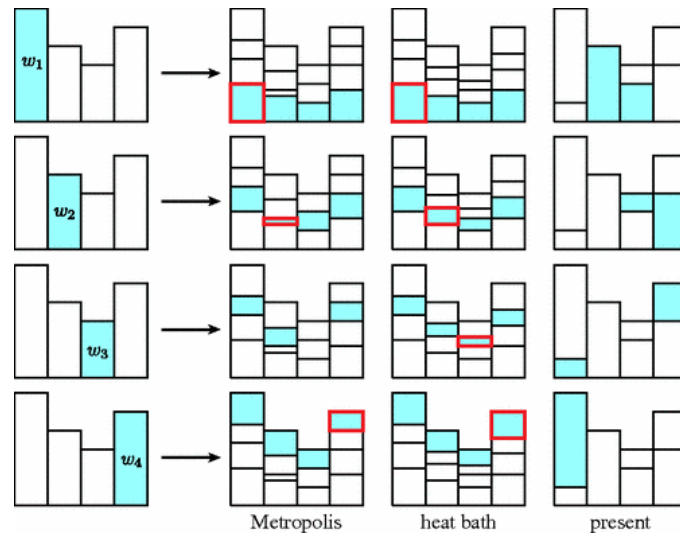 w₁
w₂
w₃
w₄
Metropolis heat bath present